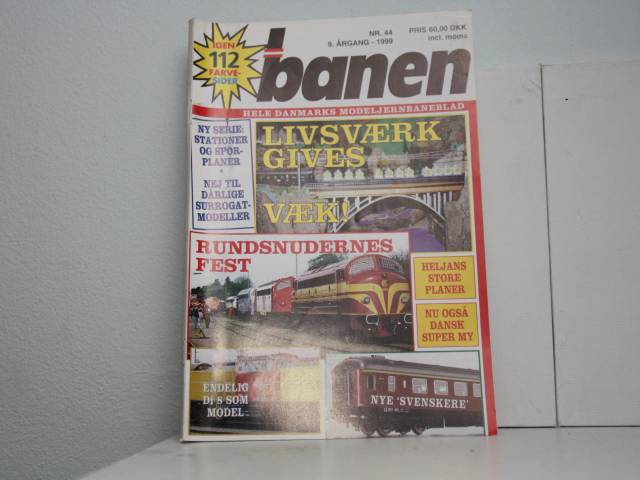 IGEN
112
FARVE-
SIDER
NR. 44
9. ÅRGANG - 1999
PRIS 60,00 DKK
incl. moms
banen
HELE DANMARKS MODELJERNBANEBLAD
NY SERIE:
STATIONER
OG SPOR-
PLANER
*
NEJ TIL
DÅRLIGE
SURROGAT-
MODELLER
LIVSVÆRK
GIVES
VÆK!
RUNDSNUDERNES
FEST
HELJANS
STORE
PLANER
NU OGSÅ
DANSK
SUPER MY
ENDELIG
Di 8 SOM
MODEL
NYE 'SVENSKERE'